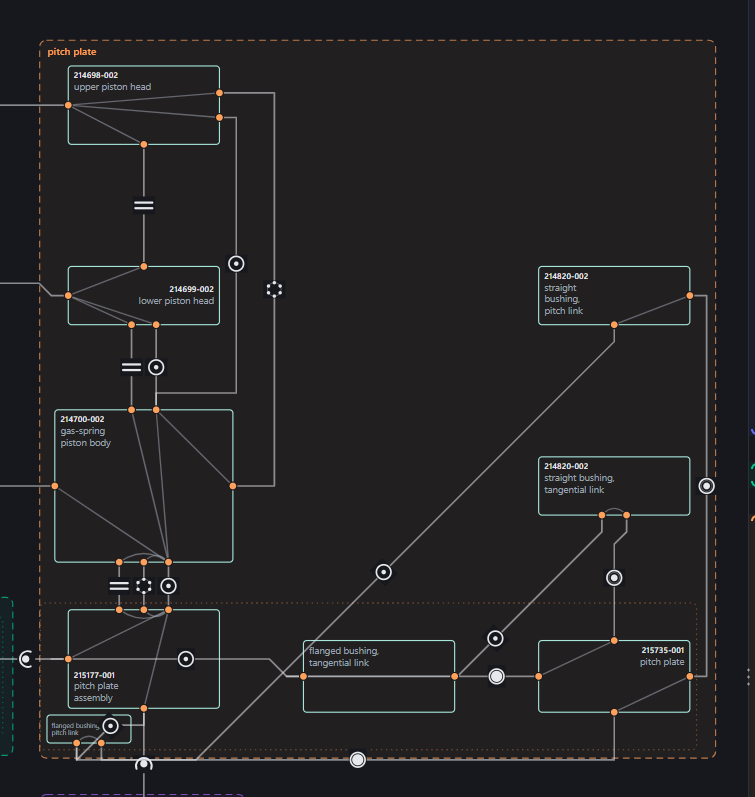 pitch plate
214698-002
upper piston head
214699-002
lower piston head
214820-002
straight
bushing,
pitch link
214700-002
gas-spring
piston body
214820-002
straight bushing,
tangential link
flanged bushing,
tangential link
215735-001
pitch plate
215177-001
pitch plate
assembly
flanged bushing,
pitch link